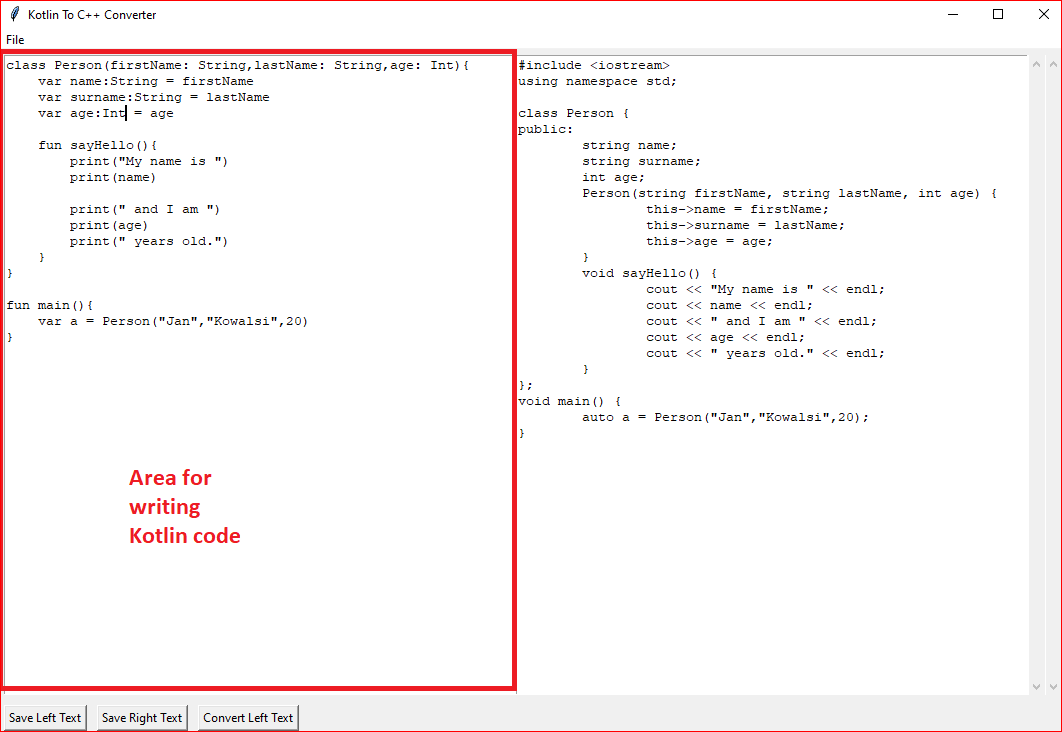 Kotlin To C++ Converter
File
class Person(firstName: String,lastName: String,age: Int){
    var name:String = firstName
    var surname:String = lastName
    var age:Int = age
    fun sayHello(){
        print("My name is ")
        print(name)
        print(" and I am ")
        print(age)
        print(" years old.")
    }
}
fun main(){
    var a = Person("Jan","Kowalsi",20)
}
Area for
writing
Kotlin code
#include <iostream>
using namespace std;
class Person {
public:
        string name;
        string surname;
        int age;
        Person(string firstName, string lastName, int age) {
                this->name = firstName;
                this->surname = lastName;
                this->age = age;
        }
        void sayHello() {
                cout << "My name is " << endl;
                cout << name << endl;
                cout << " and I am " << endl;
                cout << age << endl;
                cout << " years old." << endl;
        }
};
void main() {
        auto a = Person("Jan","Kowalsi",20);
}
Save Left Text
Save Right Text
Convert Left Text